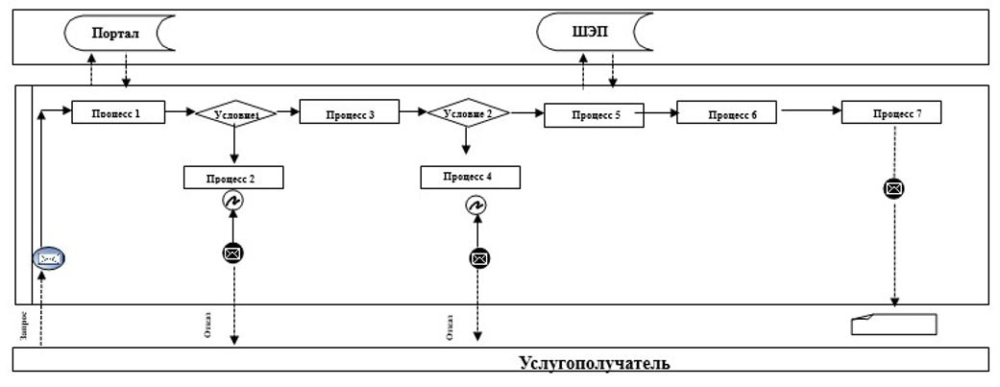 Портал
ШЭП
Процесс 1
Условие1
Процесс 3
Условие 2
Процесс 5
Процесс 6
Процесс 7
Процесс 2
Процесс 4
Запрос
Отказ
Отказ
Услугополучатель